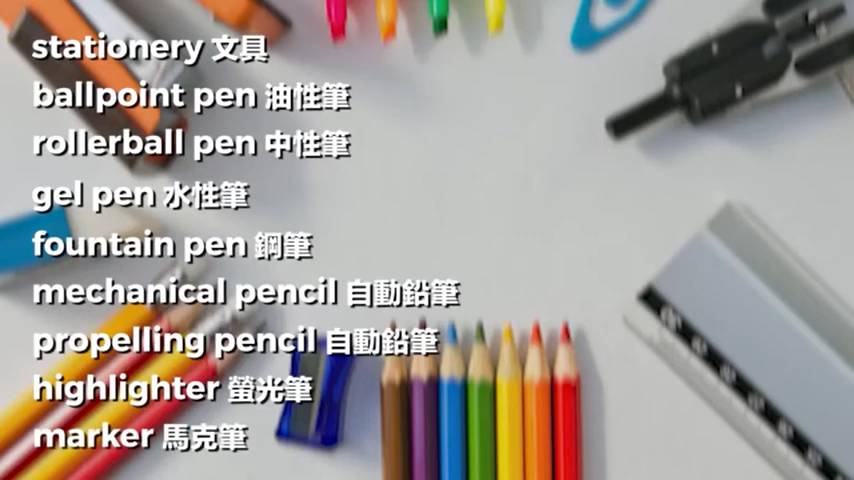 stationery 文具
ballpoint pen 油性筆
rollerball pen 中性筆
gel pen 水性筆
fountain pen 鋼筆
mechanical pencil 自動鉛筆
propelling pencil 自動鉛筆
highlighter 螢光筆
marker 馬克筆